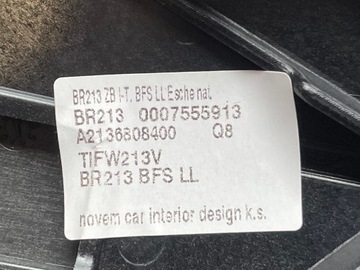 BR213 ZB I-T. BFS LL Esche nat.
BR213 0007555913
A2136808400 Q8
TIFW213V
BR213 BFS LL
novem car interior design k.s.